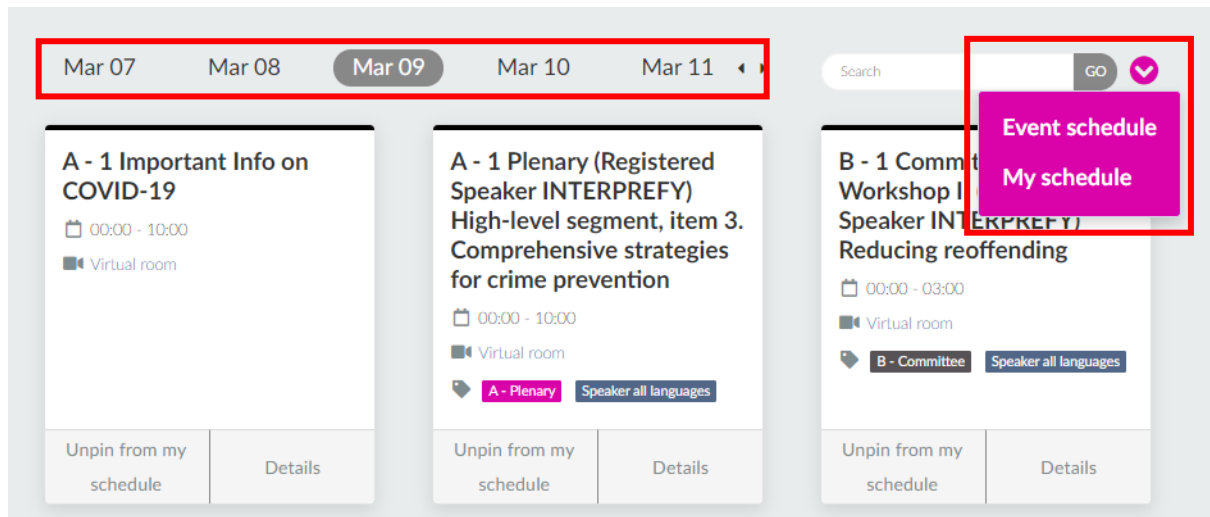 Mar 07 Mar 08 Mar 09 Mar 10 Mar 11
Search GO
Event schedule
My schedule
A - 1 Important Info on
COVID-19
00:00 - 10:00
Virtual room
Unpin from my
schedule
Details
A - 1 Plenary (Registered
Speaker INTERPREFY)
High-level segment, item 3.
Comprehensive strategies
for crime prevention
00:00 - 10:00
Virtual room
A - Plenary Speaker all languages
Unpin from my
schedule
Details
B - 1 Commit
Workshop
Speaker INTERPREFY)
Reducing reoffending
00:00 - 03:00
Virtual room
B - Committee Speaker all languages
Unpin from my
schedule
Details